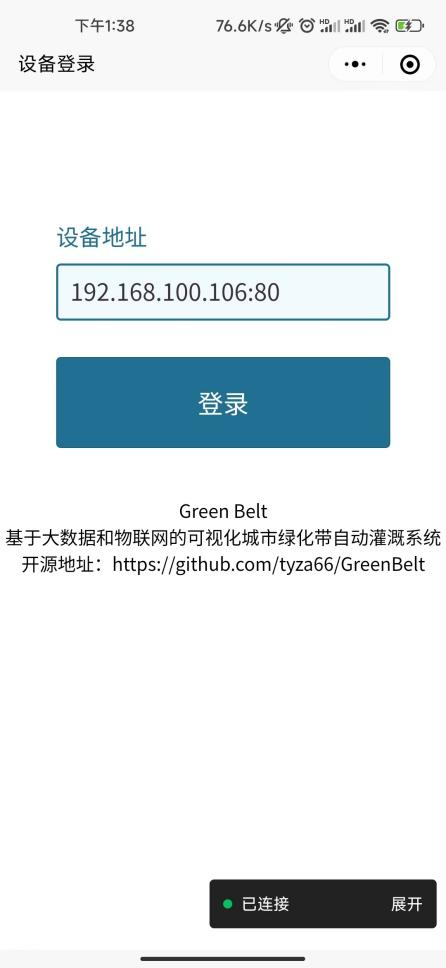 下午1:38
76.6K/s
HD
HD
设备登录
设备地址
192.168.100.106:80
登录
Green Belt
基于大数据和物联网的可视化城市绿化带自动灌溉系统
开源地址：https://github.com/tyza66/GreenBelt
已连接
展开